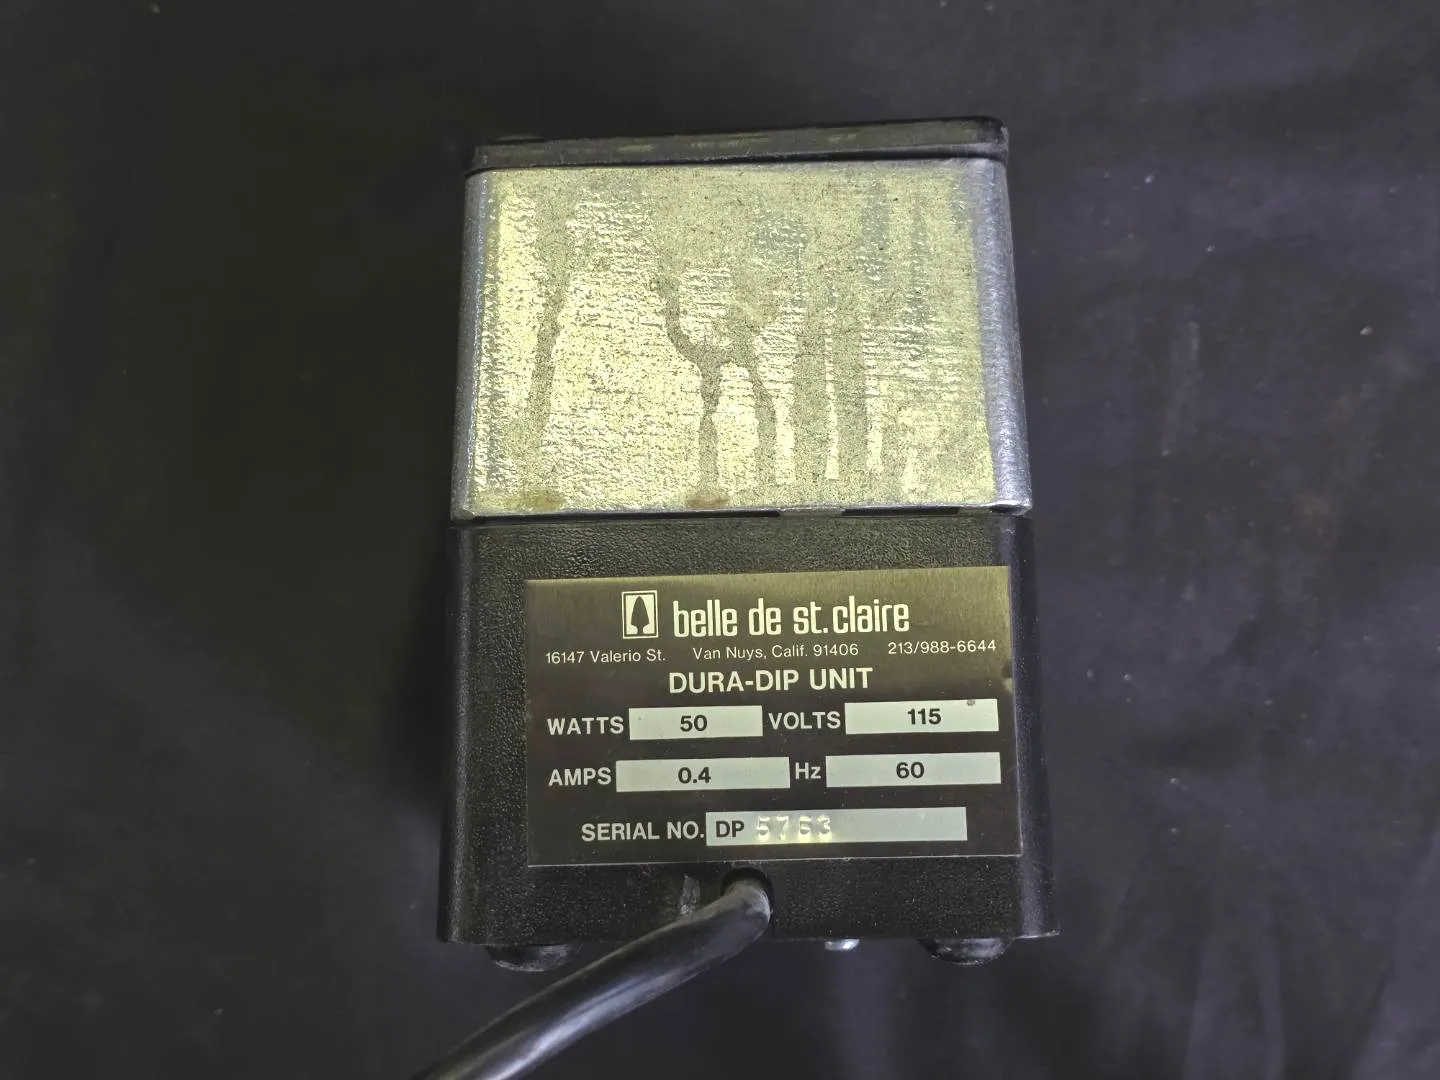 belle de st. claire
16147 Valerio St. Van Nuys, Calif. 91406 213/988-6644
DURA-DIP UNIT
WATTS 50 VOLTS 115
AMPS 0.4 Hz 60
SERIAL NO. DP 5763